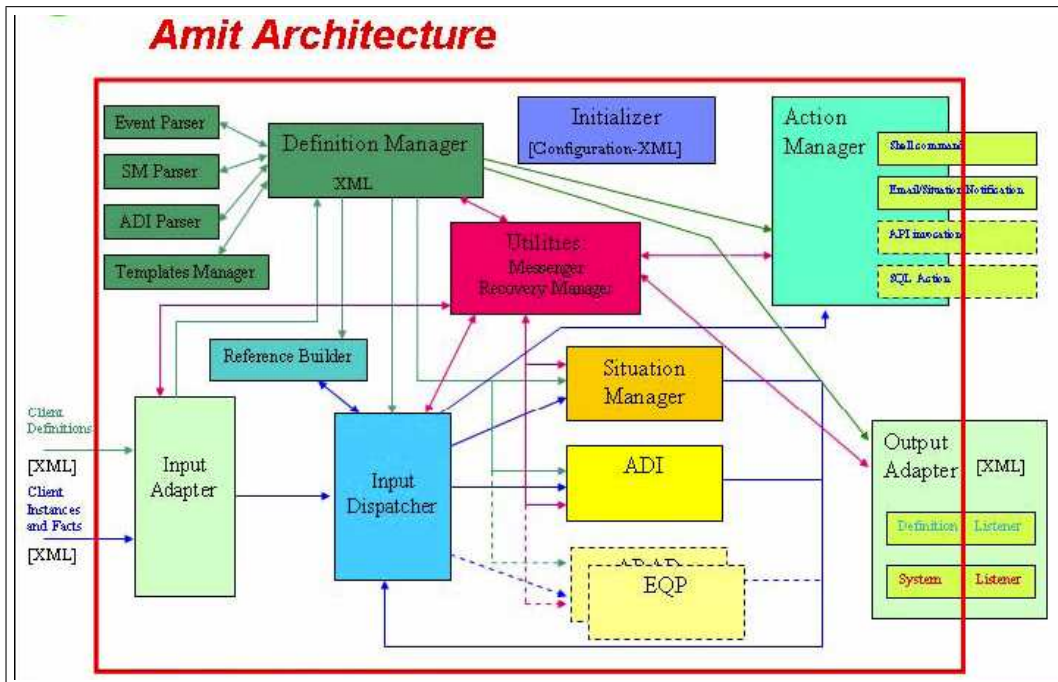 Amit Architecture
Event Parser
SM Parser
ADI Parser
Templates Manager
Definition Manager
XML
Initializer
[Configuration-XML]
Action
Manager
Shell command
Email/Situation Notification
API invocation
SQL Action
Utilities
Messenger
Recovery Manager
Reference Builder
Situation
Manager
Client
Definitions
[XML]
Client
Instances
and Facts
[XML]
Input
Adapter
Input
Dispatcher
ADI
EQP
Output
Adapter
[XML]
Definition Listener
System Listener